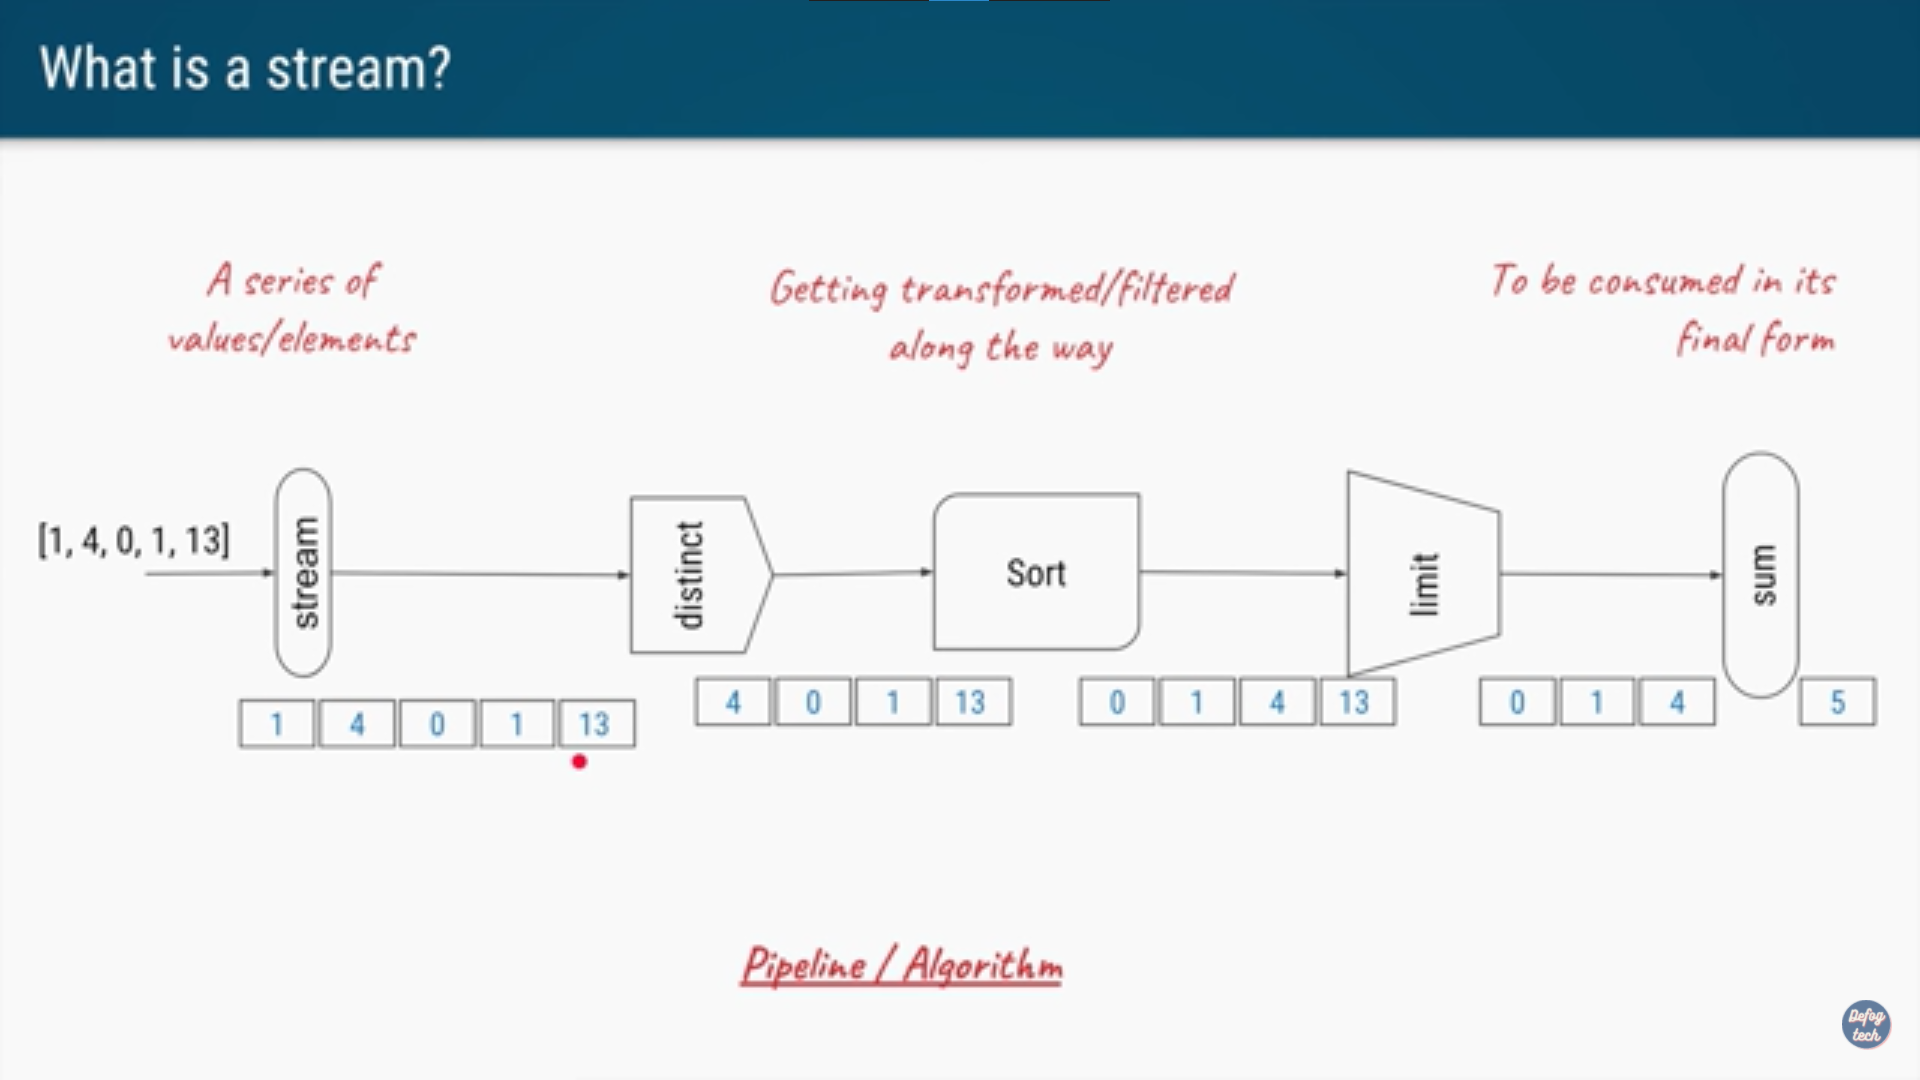 What is a stream?
A series of
values/elements
Getting transformed/filtered
along the way
To be consumed in its
final form
[1, 4, 0, 1, 13]
stream
distinct
Sort
limit
sum
1 4 0 1 13
4 0 1 13
0 1 4 13
0 1 4
5
Pipeline / Algorithm
Defog
tech